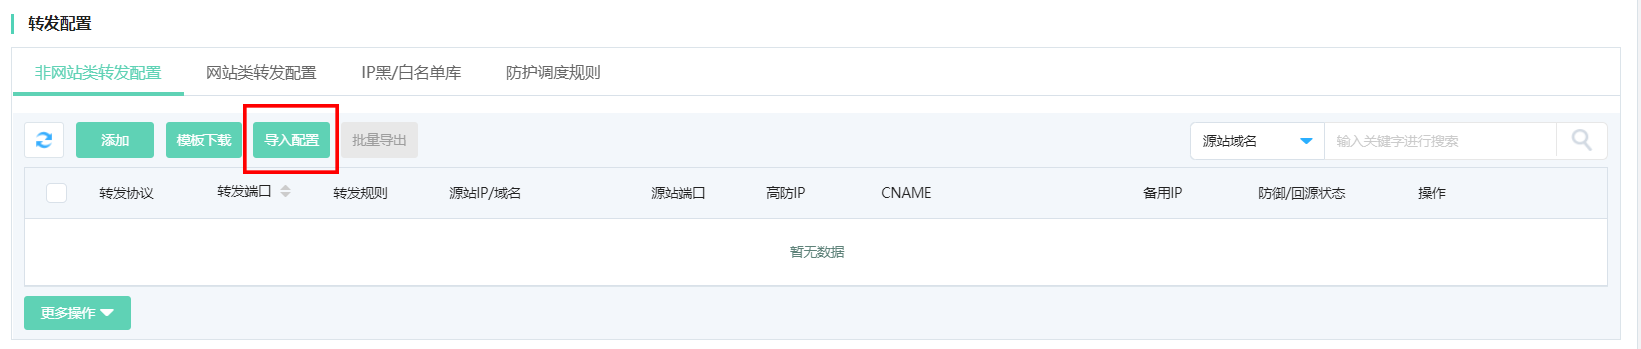 转发配置
非网站类转发配置 网站类转发配置 IP黑/白名单库 防护调度规则
添加 模板下载 导入配置 批量导出 源站域名 输入关键字进行搜索
转发协议 转发端口 转发规则 源站IP/域名 源站端口 高防IP CNAME 备用IP 防御/回源状态 操作
暂无数据
更多操作